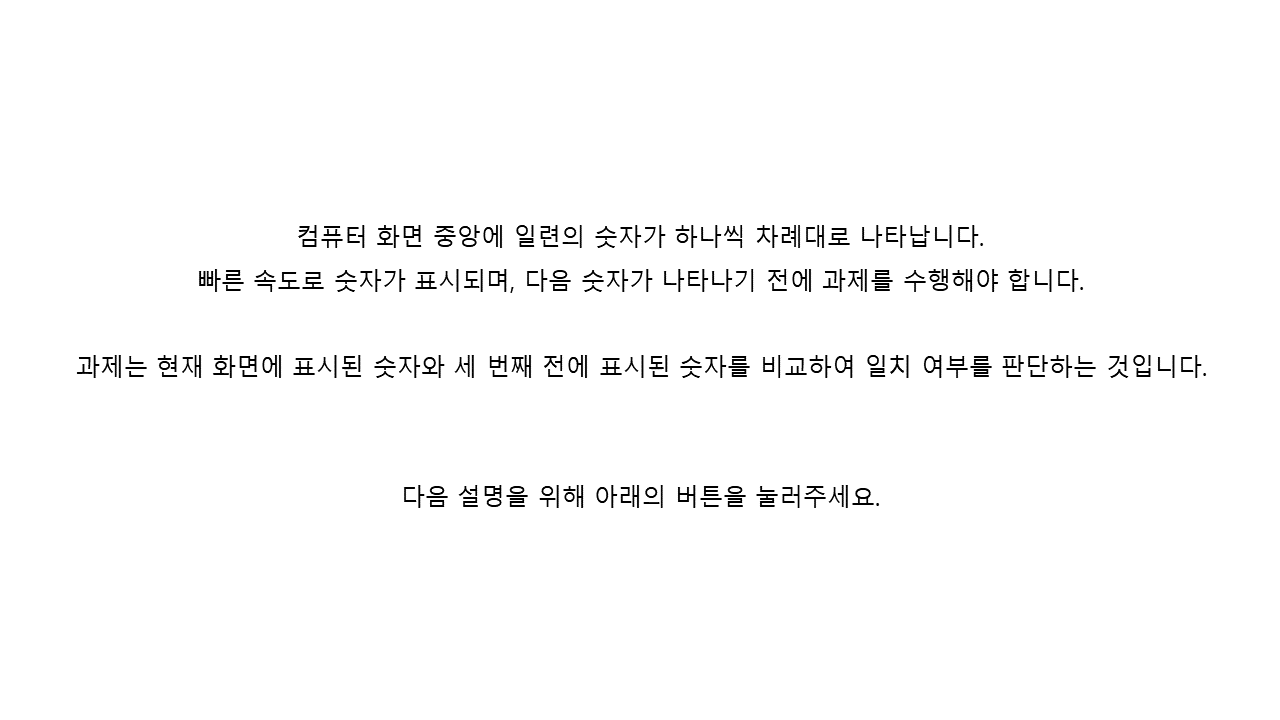 컴퓨터 화면 중앙에 일련의 숫자가 하나씩 차례대로 나타납니다.
빠른 속도로 숫자가 표시되며, 다음 숫자가 나타나기 전에 과제를 수행해야 합니다.
과제는 현재 화면에 표시된 숫자와 세 번째 전에 표시된 숫자를 비교하여 일치 여부를 판단하는 것입니다.
다음 설명을 위해 아래의 버튼을 눌러주세요.